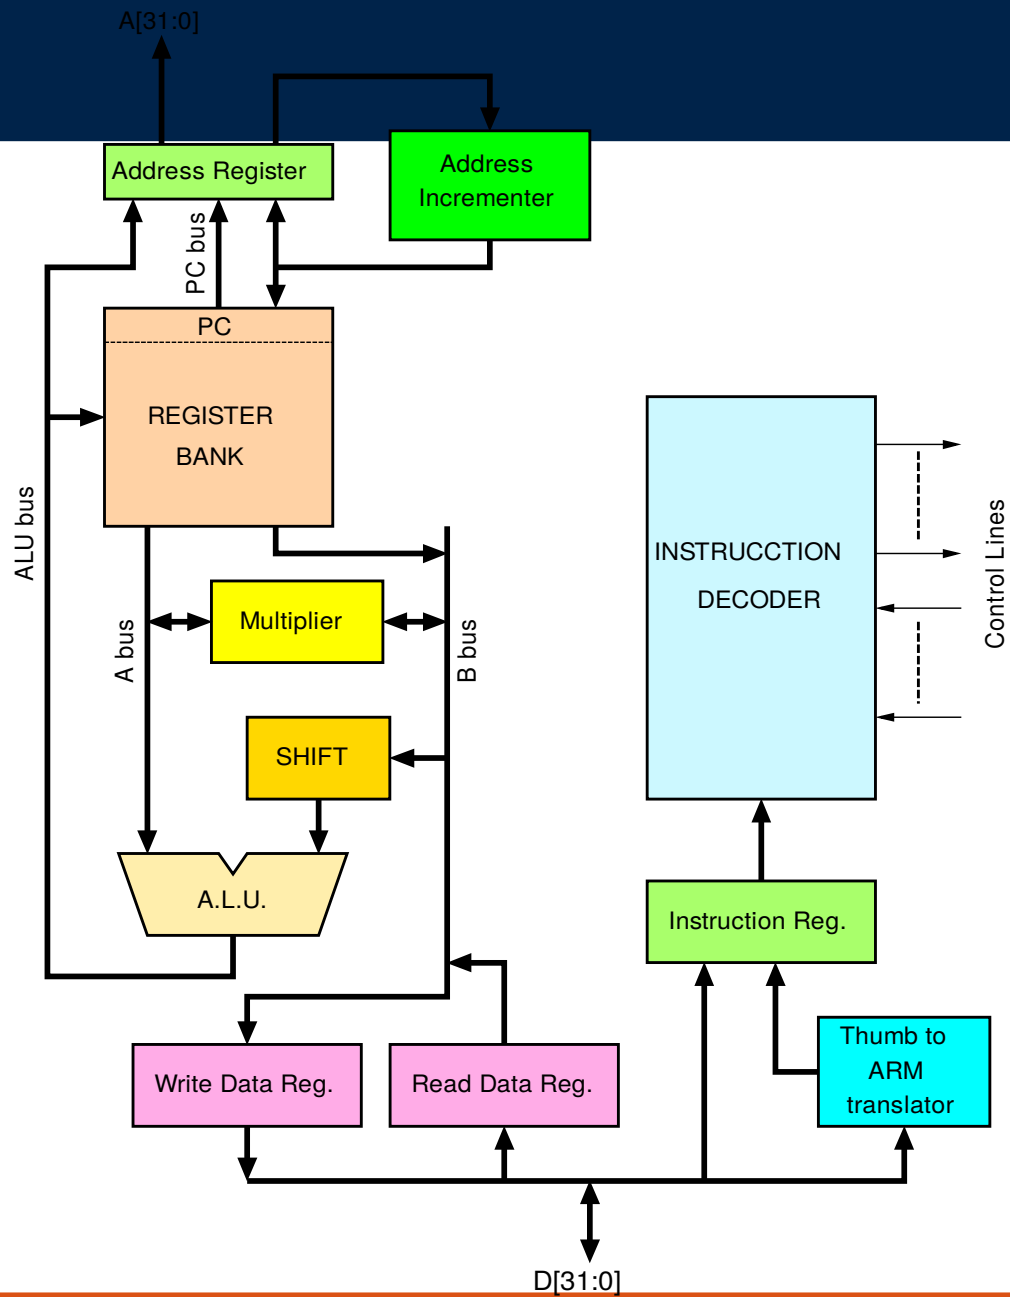 A[31:0]
Address Register
Address
Incrementer
PC bus
PC
REGISTER
BANK
ALU bus
A bus
Multiplier
B bus
SHIFT
A.L.U.
INSTRUCCTION
DECODER
Control Lines
Instruction Reg.
Thumb to
ARM
translator
Write Data Reg.
Read Data Reg.
D[31:0]